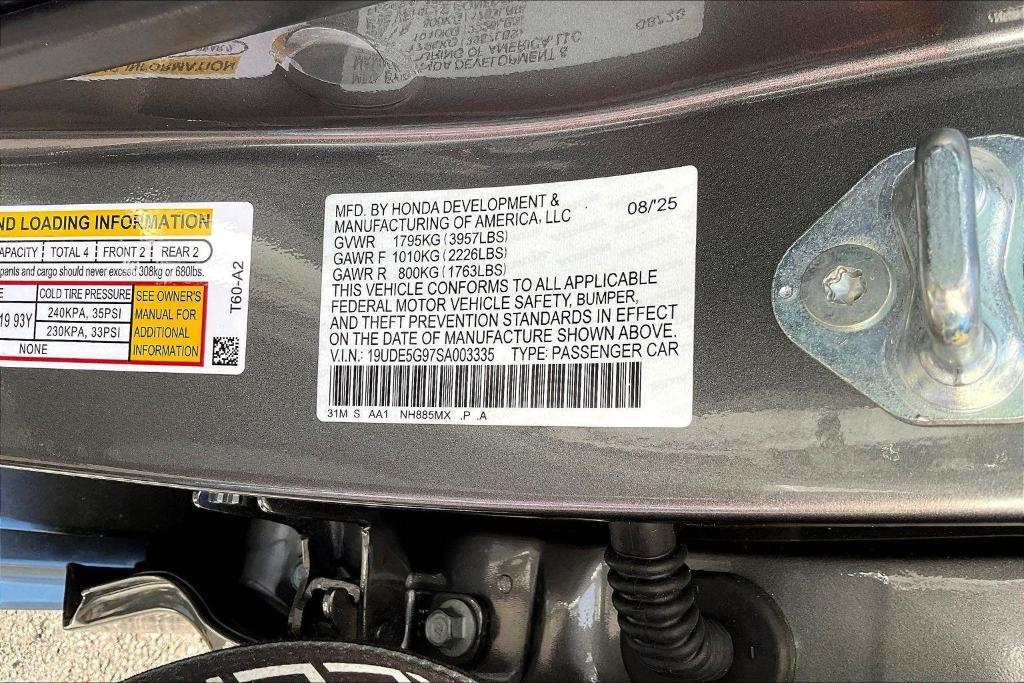 ND LOADING INFORMATION
APACITY TOTAL 4 FRONT 2 REAR 2
pants and cargo should never exceed 308kg or 680lbs.
E COLD TIRE PRESSURE SEE OWNER'S
MANUAL FOR
ADDITIONAL
INFORMATION
19 93Y 240KPA, 35PSI
230KPA, 33PSI
NONE
T60-A2
MFD. BY HONDA DEVELOPMENT &
MANUFACTURING OF AMERICA, LLC
08/'25
GVWR 1795KG (3957LBS)
GAWR F 1010KG (2226LBS)
GAWR R 800KG (1763LBS)
THIS VEHICLE CONFORMS TO ALL APPLICABLE
FEDERAL MOTOR VEHICLE SAFETY, BUMPER,
AND THEFT PREVENTION STANDARDS IN EFFECT
ON THE DATE OF MANUFACTURE SHOWN ABOVE.
V.I.N.: 19UDE5G97SA003335 TYPE: PASSENGER CAR
31M S AA1 NH885MX .P .A